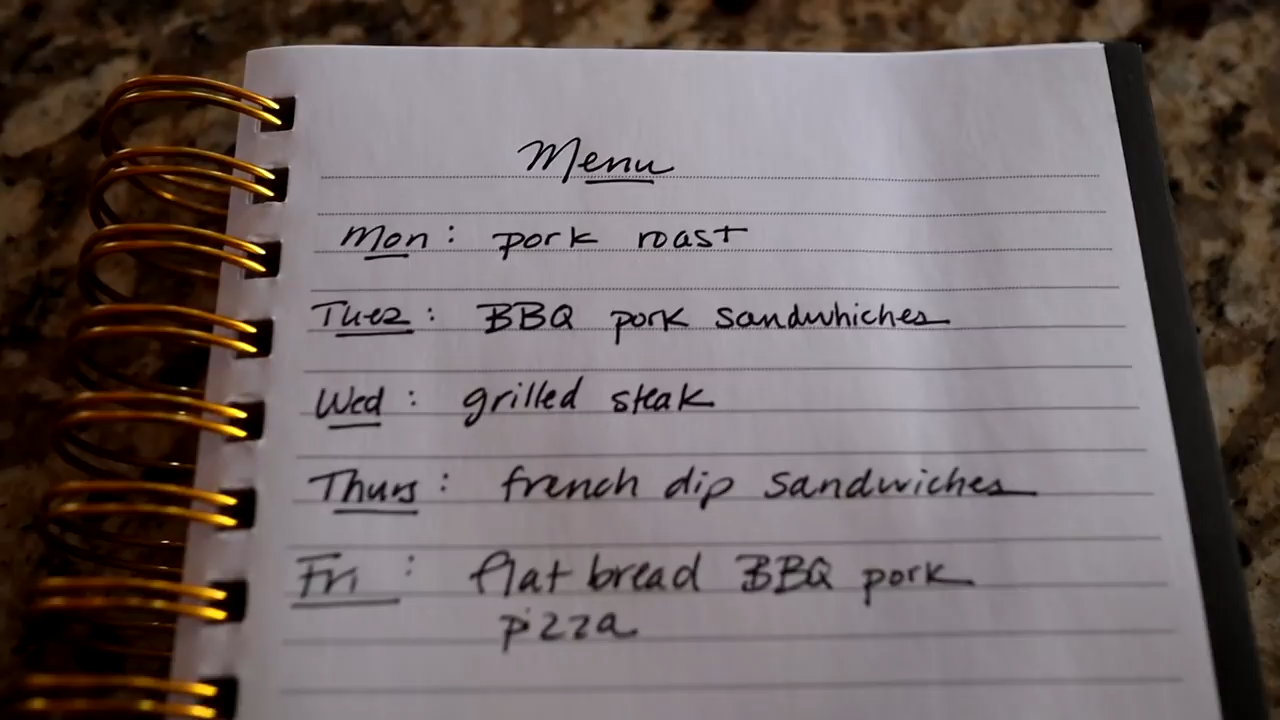 Menu
Mon: pork roast
Tues: BBQ pork sandwhiches
Wed: grilled steak
Thurs: french dip sandwiches
Fri: flat bread BBQ pork
pizza